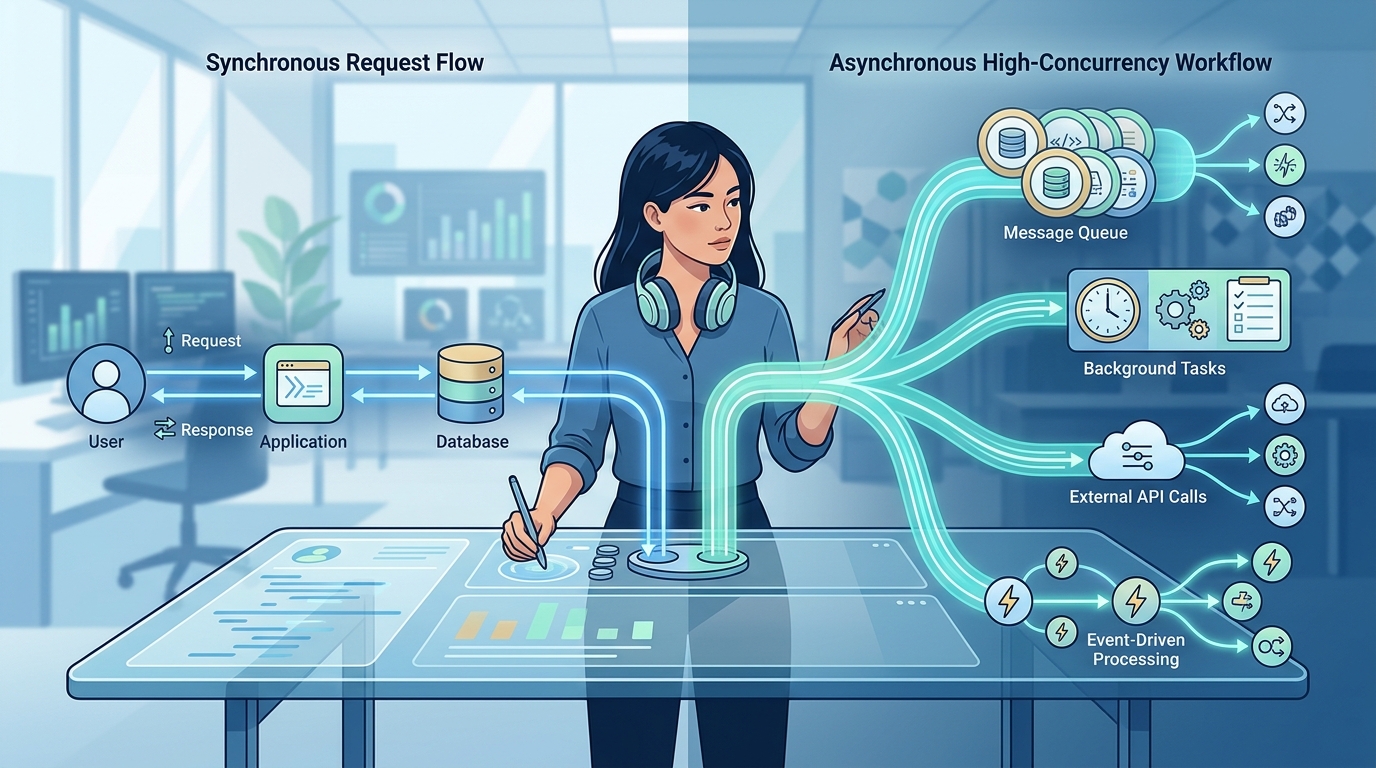 Synchronous Request Flow
Asynchronous High-Concurrency Workflow
Message Queue
Request
Response
User
Application
Database
Background Tasks
External API Calls
Event-Driven
Processing